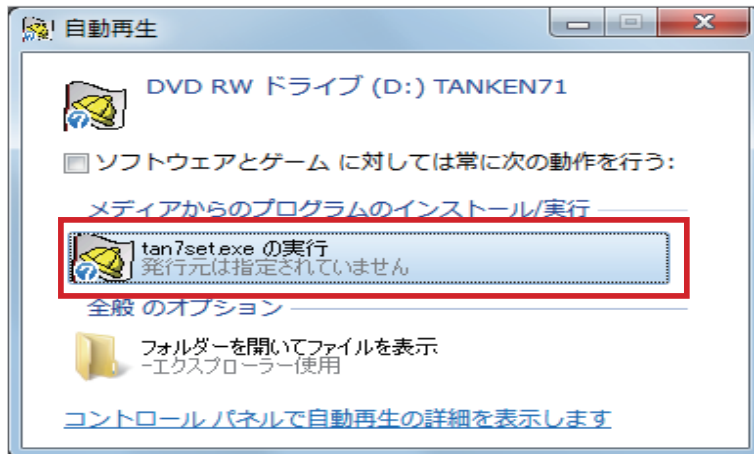 自動再生
DVD RW ドライブ (D:) TANKEN71
ソフトウェアとゲーム に対しては常に次の動作を行う:
メディアからのプログラムのインストール/実行
tan7set.exe の実行
発行元は指定されていません
全般 のオプション
フォルダーを開いてファイルを表示
-エクスプローラー使用
コントロール パネルで自動再生の詳細を表示します